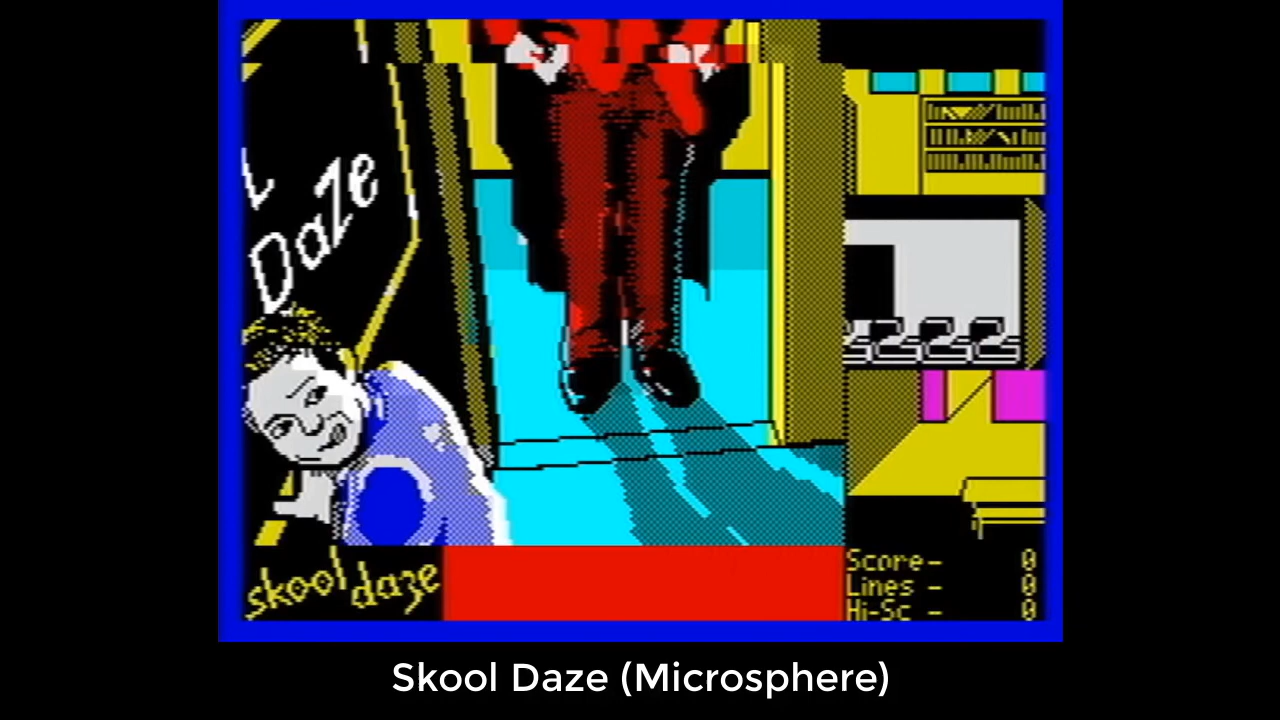 L
Daze
skool daze
Score- 0
Lines - 0
Hi-Sc - 0
Skool Daze (Microsphere)